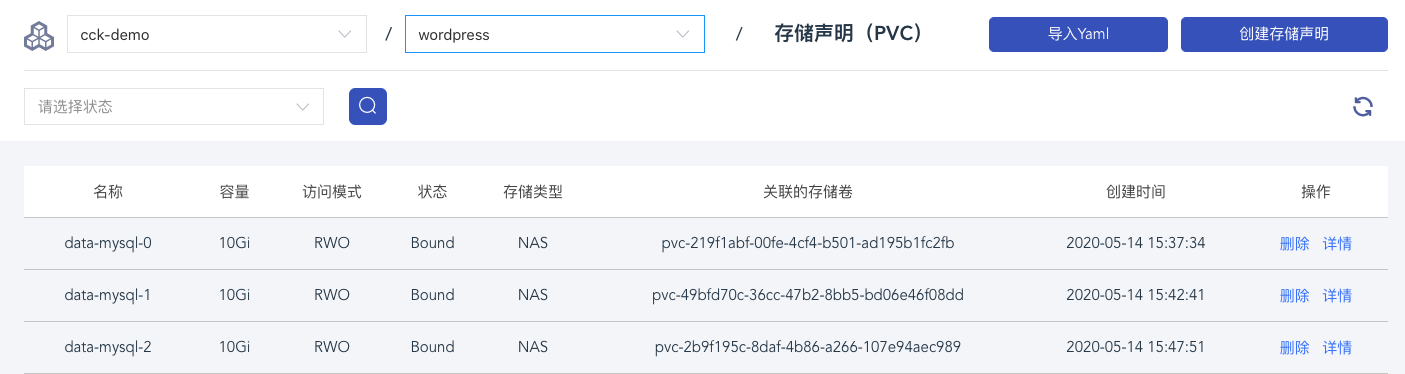 cck-demo / wordpress / 存储声明（PVC） 导入Yaml 创建存储声明
请选择状态
名称 容量 访问模式 状态 存储类型 关联的存储卷 创建时间 操作
data-mysql-0 10Gi RWO Bound NAS pvc-219f1abf-00fe-4cf4-b501-ad195b1fc2fb 2020-05-14 15:37:34 删除 详情
data-mysql-1 10Gi RWO Bound NAS pvc-49bfd70c-36cc-47b2-8bb5-bd06e46f08dd 2020-05-14 15:42:41 删除 详情
data-mysql-2 10Gi RWO Bound NAS pvc-2b9f195c-8daf-4b86-a266-107e94aec989 2020-05-14 15:47:51 删除 详情